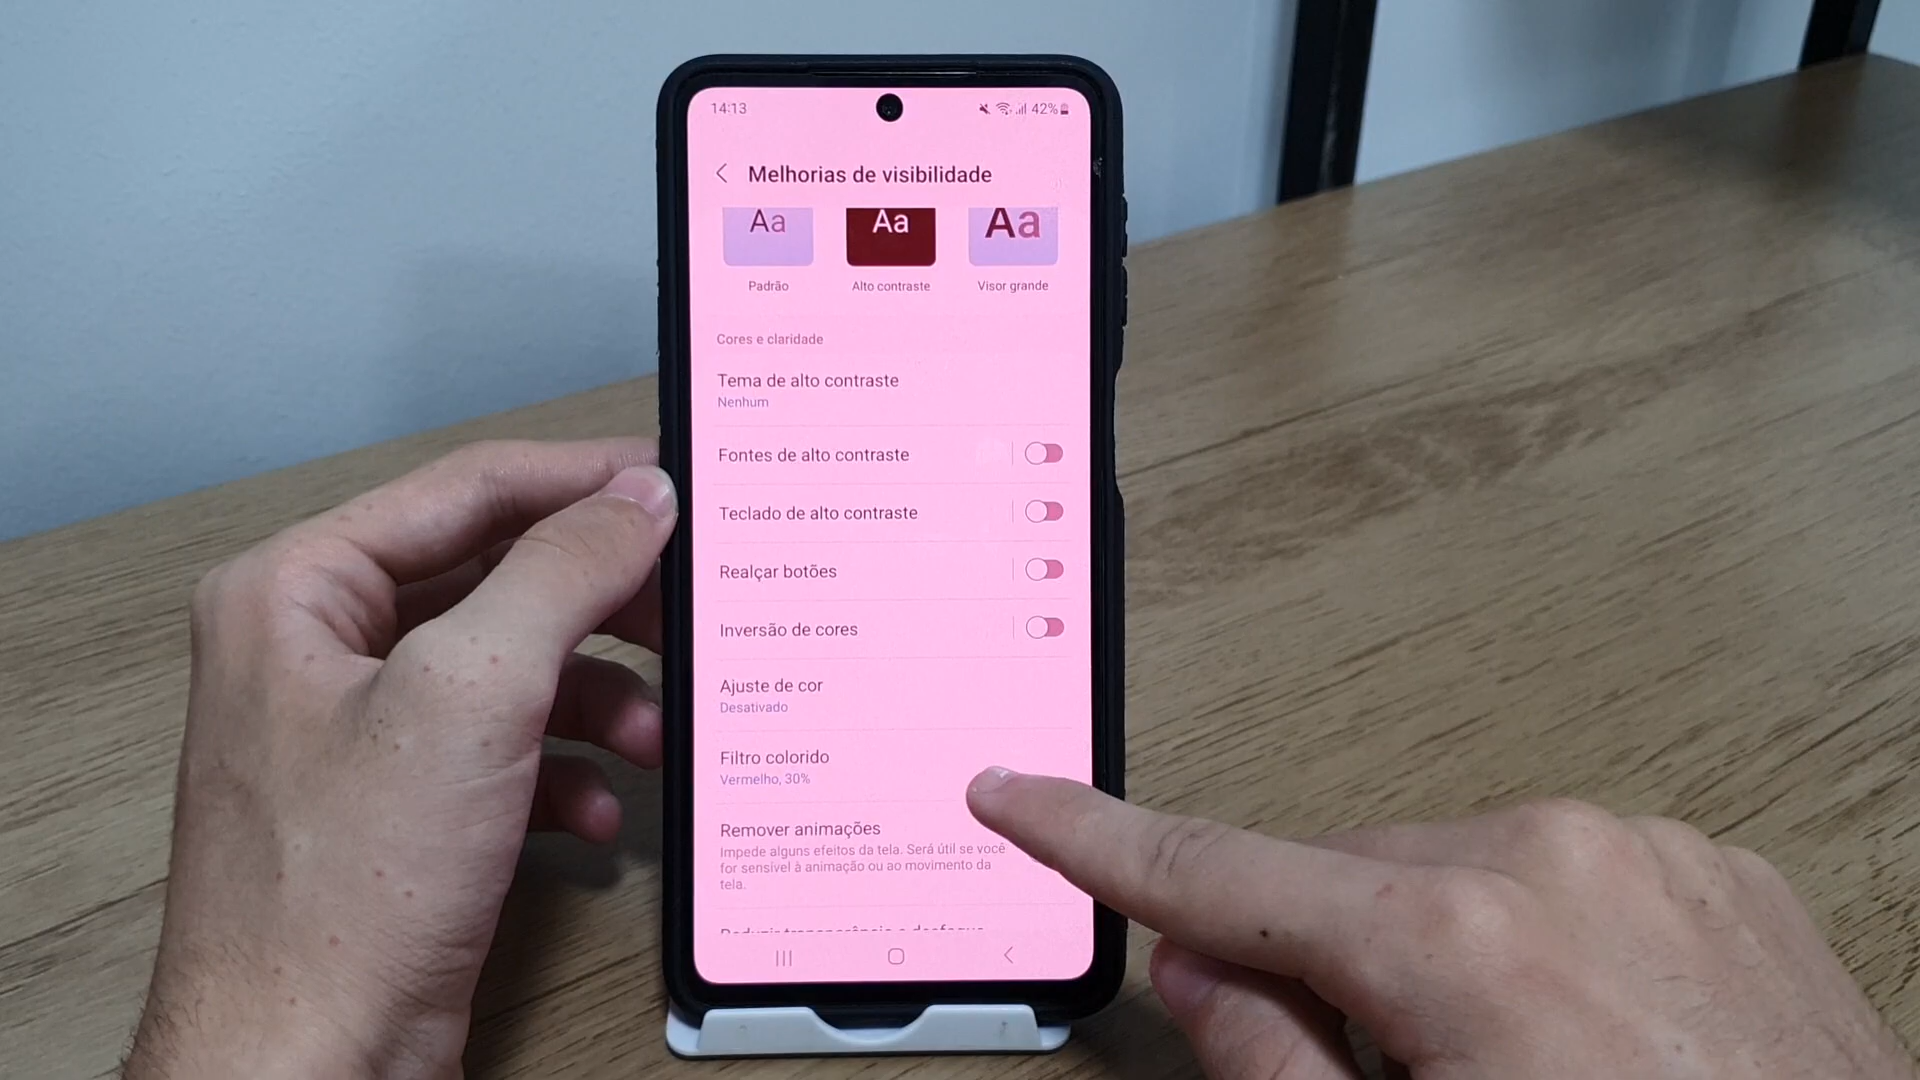 14:13
42%
Melhorias de visibilidade
Aa Aa Aa
Padrão Alto contraste Visor grande
Cores e claridade
Tema de alto contraste
Nenhum
Fontes de alto contraste
Teclado de alto contraste
Realçar botões
Inversão de cores
Ajuste de cor
Desativado
Filtro colorido
Vermelho, 30%
Remover animações
Impede alguns efeitos da tela. Será útil se você
for sensível à animação ou ao movimento da
tela.